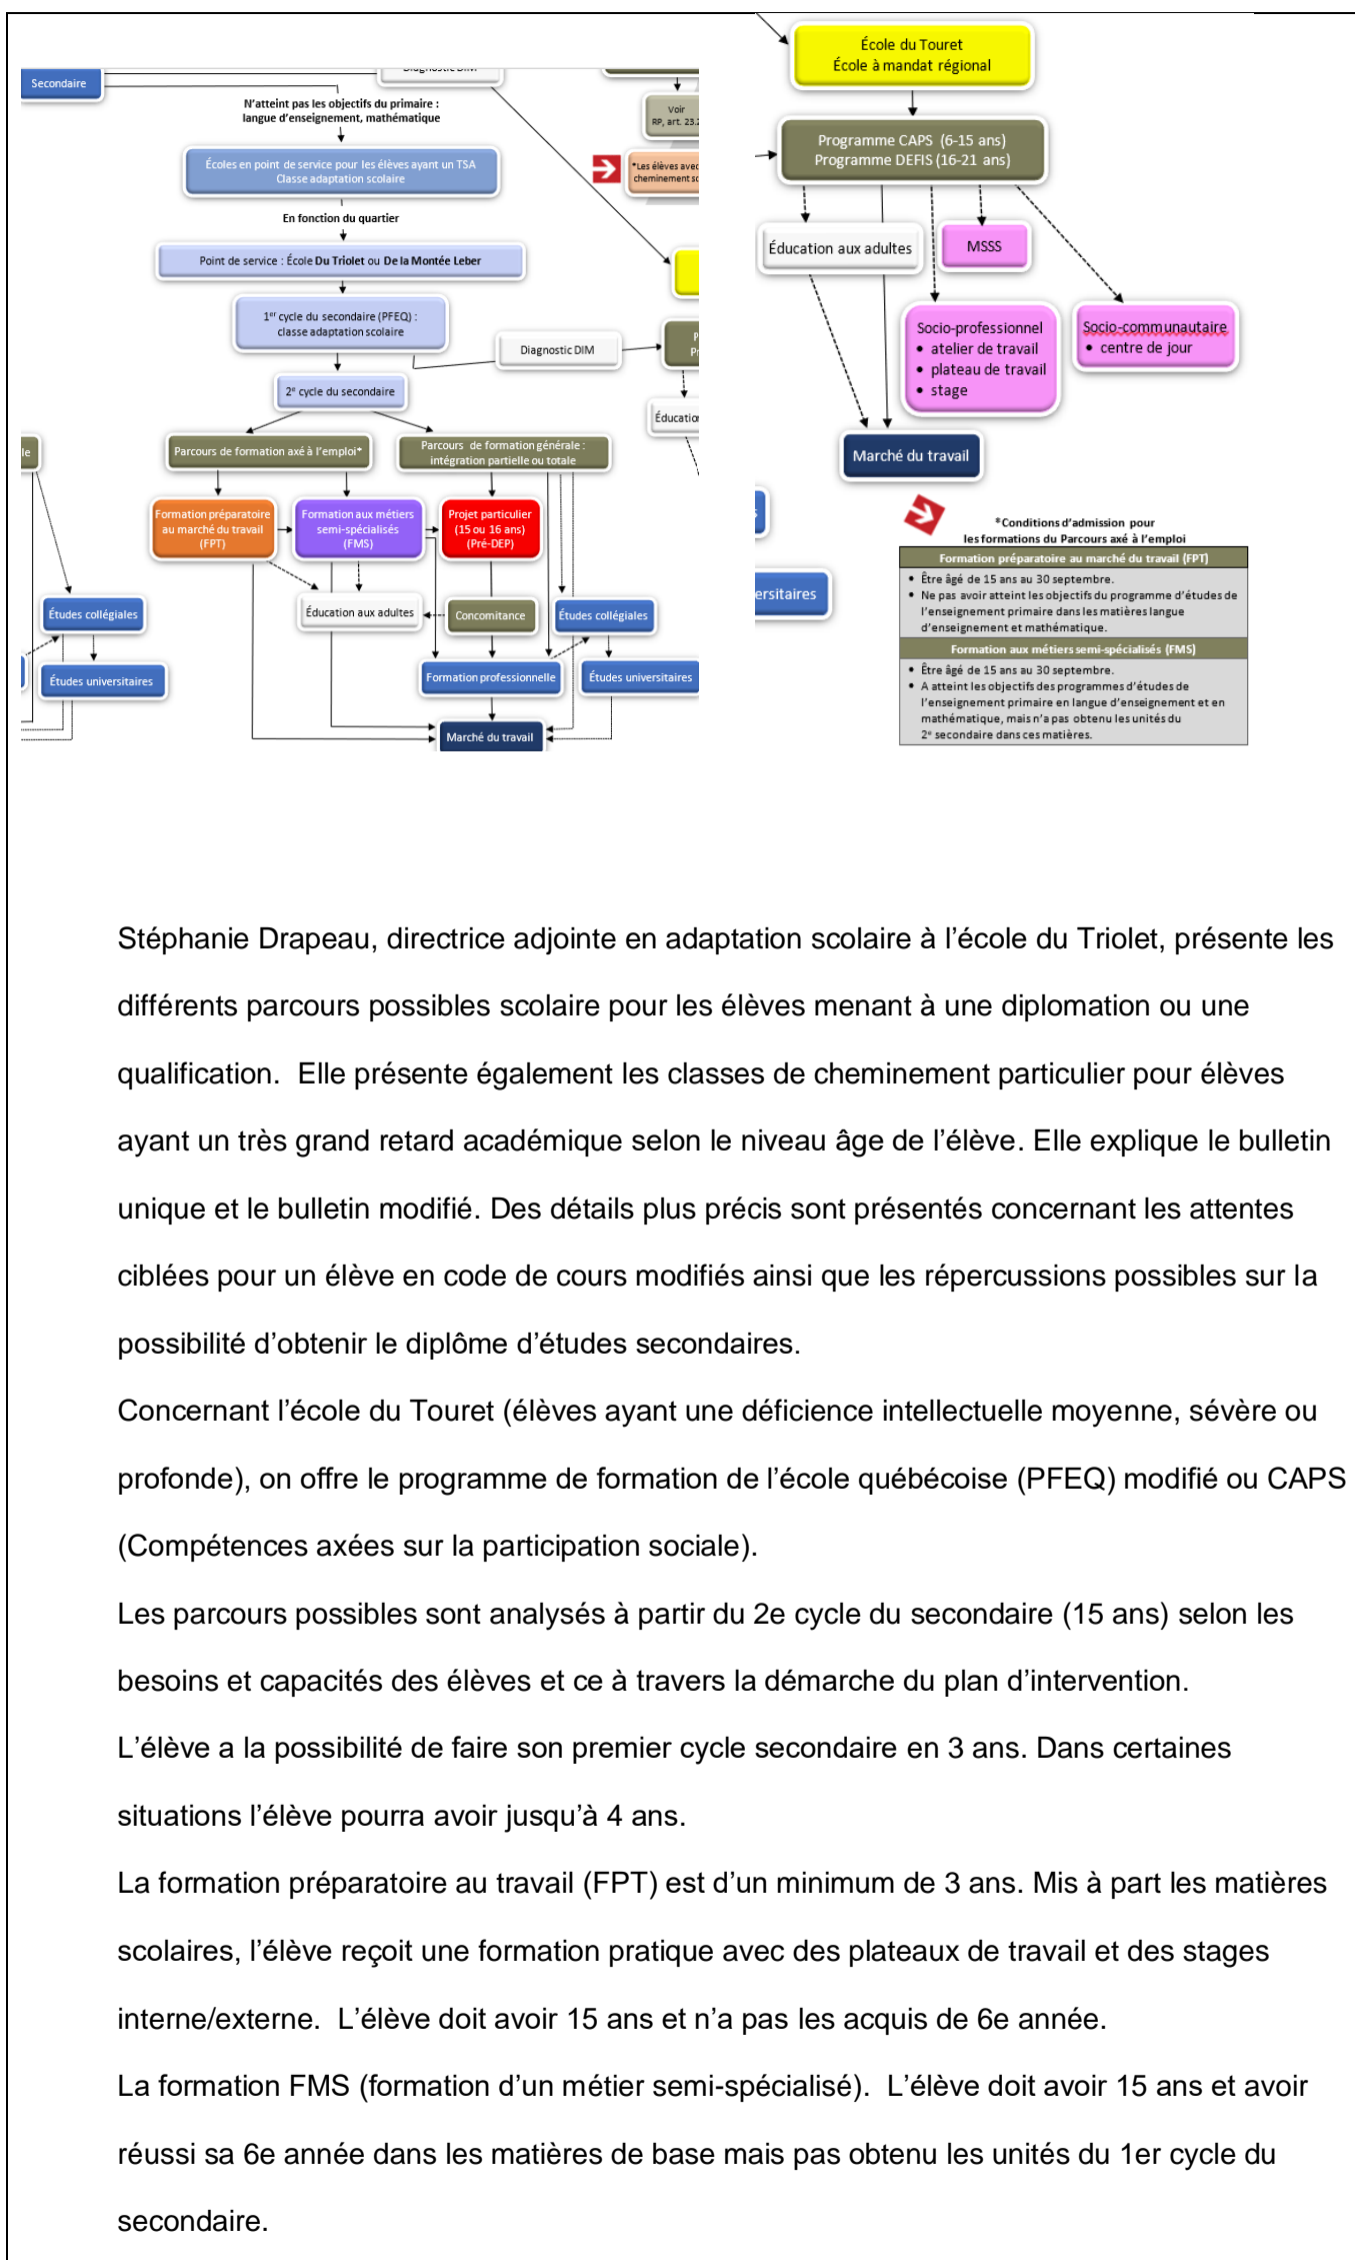 Secondaire
Diagnostic DIM
N'atteint pas les objectifs du primaire :
langue d'enseignement, mathématique
Écoles en point de service pour les élèves ayant un TSA
Classe adaptation scolaire
En fonction du quartier
Point de service : École Du Triolet ou De la Montée Leber
1er cycle du secondaire (PFEQ) :
classe adaptation scolaire
Diagnostic DIM
2e cycle du secondaire
Parcours de formation axé à l'emploi*
Parcours de formation générale :
intégration partielle ou totale
Formation préparatoire
au marché du travail
(FPT)
Formation aux métiers
semi-spécialisés
(FMS)
Projet particulier
(15 ou 16 ans)
(Pré-DEP)
Études collégiales
Éducation aux adultes
Concomitance
Études collégiales
Études universitaires
Formation professionnelle
Études universitaires
Marché du travail
Voir
RP, art. 23.2
*Les élèves avec
cheminement sc
École du Touret
École à mandat régional
Programme CAPS (6-15 ans)
Programme DEFIS (16-21 ans)
Éducation aux adultes
MSSS
Socio-professionnel
• atelier de travail
• plateau de travail
• stage
Socio-communautaire
• centre de jour
Marché du travail
ersitaires
*Conditions d'admission pour
les formations du Parcours axé à l'emploi
Formation préparatoire au marché du travail (FPT)
• Être âgé de 15 ans au 30 septembre.
• Ne pas avoir atteint les objectifs du programme d'études de
l'enseignement primaire dans les matières langue
d'enseignement et mathématique.
Formation aux métiers semi-spécialisés (FMS)
• Être âgé de 15 ans au 30 septembre.
• A atteint les objectifs des programmes d'études de
l'enseignement primaire en langue d'enseignement et en
mathématique, mais n'a pas obtenu les unités du
2e secondaire dans ces matières.
Stéphanie Drapeau, directrice adjointe en adaptation scolaire à l'école du Triolet, présente les
différents parcours possibles scolaire pour les élèves menant à une diplomation ou une
qualification. Elle présente également les classes de cheminement particulier pour élèves
ayant un très grand retard académique selon le niveau âge de l'élève. Elle explique le bulletin
unique et le bulletin modifié. Des détails plus précis sont présentés concernant les attentes
ciblées pour un élève en code de cours modifiés ainsi que les répercussions possibles sur la
possibilité d'obtenir le diplôme d'études secondaires.
Concernant l'école du Touret (élèves ayant une déficience intellectuelle moyenne, sévère ou
profonde), on offre le programme de formation de l'école québécoise (PFEQ) modifié ou CAPS
(Compétences axées sur la participation sociale).
Les parcours possibles sont analysés à partir du 2e cycle du secondaire (15 ans) selon les
besoins et capacités des élèves et ce à travers la démarche du plan d'intervention.
L'élève a la possibilité de faire son premier cycle secondaire en 3 ans. Dans certaines
situations l'élève pourra avoir jusqu'à 4 ans.
La formation préparatoire au travail (FPT) est d'un minimum de 3 ans. Mis à part les matières
scolaires, l'élève reçoit une formation pratique avec des plateaux de travail et des stages
interne/externe. L'élève doit avoir 15 ans et n'a pas les acquis de 6e année.
La formation FMS (formation d'un métier semi-spécialisé). L'élève doit avoir 15 ans et avoir
réussi sa 6e année dans les matières de base mais pas obtenu les unités du 1er cycle du
secondaire.